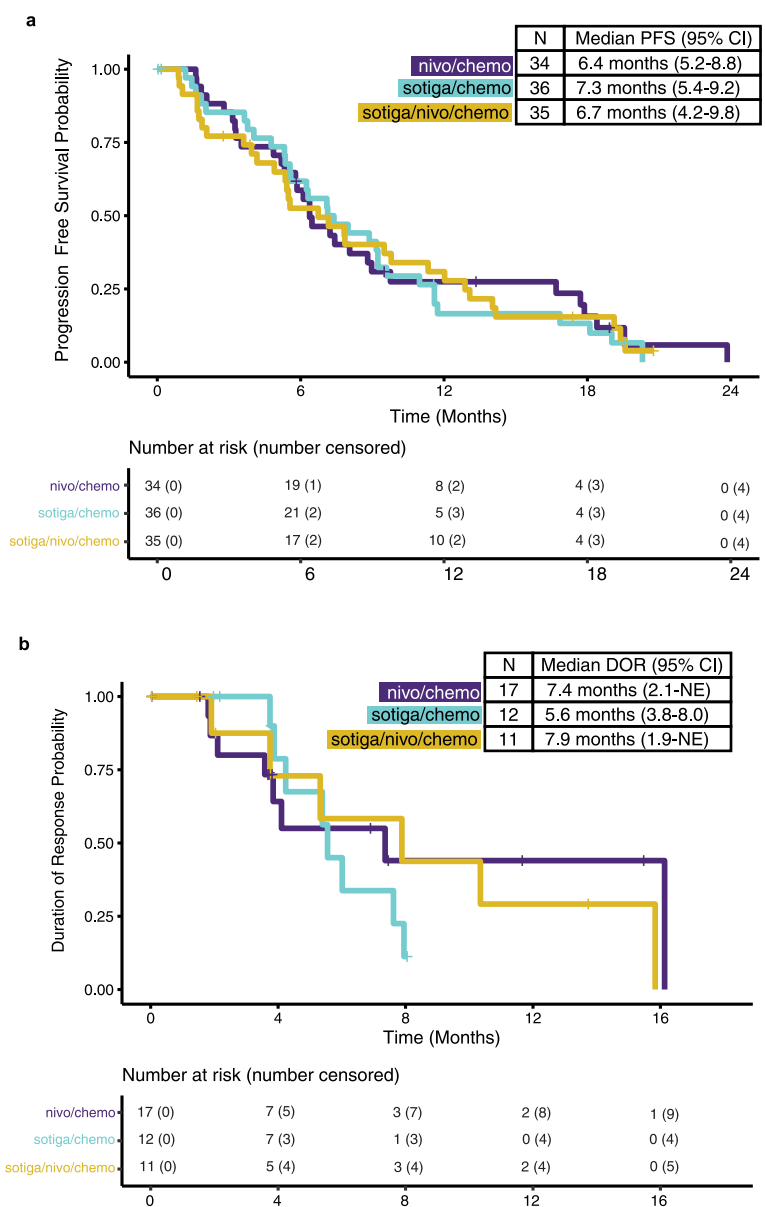 a
N Median PFS (95% CI)
nivo/chemo 34 6.4 months (5.2-8.8)
sotiga/chemo 36 7.3 months (5.4-9.2)
sotiga/nivo/chemo 35 6.7 months (4.2-9.8)
Progression Free Survival Probability
1.00
0.75
0.50
0.25
0.00
0 6 12 18 24
Time (Months)
Number at risk (number censored)
nivo/chemo 34 (0) 19 (1) 8 (2) 4 (3) 0 (4)
sotiga/chemo 36 (0) 21 (2) 5 (3) 4 (3) 0 (4)
sotiga/nivo/chemo 35 (0) 17 (2) 10 (2) 4 (3) 0 (4)
0 6 12 18 24
b
N Median DOR (95% CI)
nivo/chemo 17 7.4 months (2.1-NE)
sotiga/chemo 12 5.6 months (3.8-8.0)
sotiga/nivo/chemo 11 7.9 months (1.9-NE)
Duration of Response Probability
1.00
0.75
0.50
0.25
0.00
0 4 8 12 16
Time (Months)
Number at risk (number censored)
nivo/chemo 17 (0) 7 (5) 3 (7) 2 (8) 1 (9)
sotiga/chemo 12 (0) 7 (3) 1 (3) 0 (4) 0 (4)
sotiga/nivo/chemo 11 (0) 5 (4) 3 (4) 2 (4) 0 (5)
0 4 8 12 16